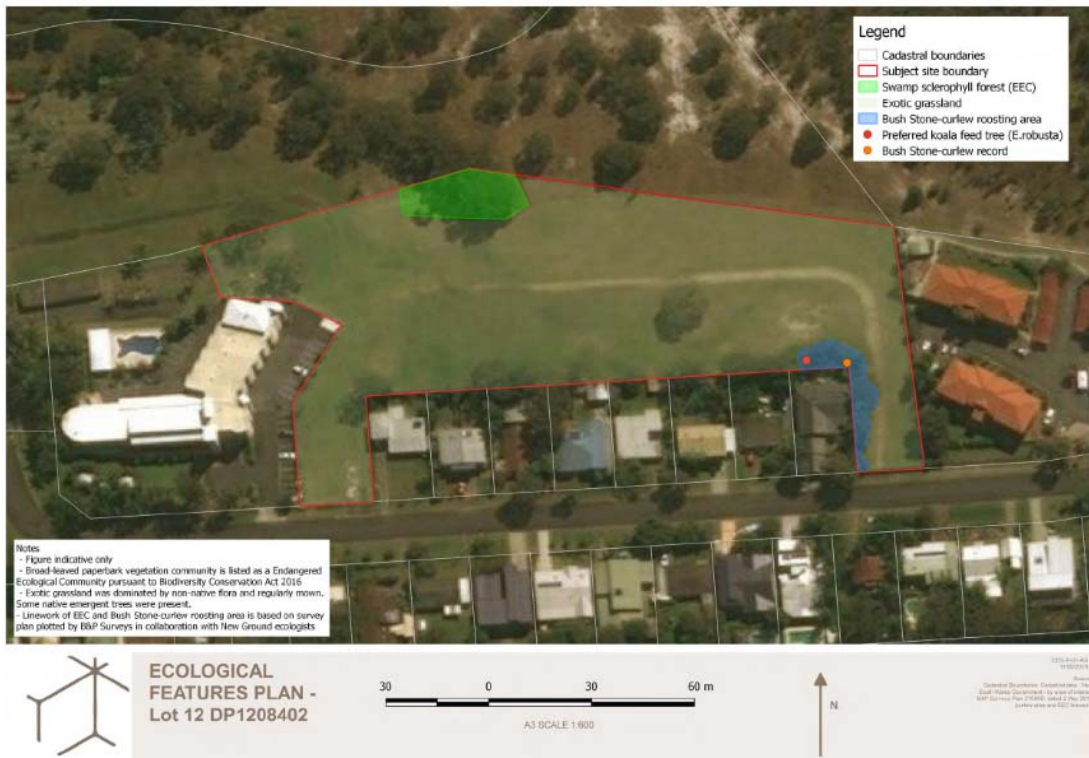 Legend
Cadastral boundaries
Subject site boundary
Swamp sclerophyll forest (EEC)
Exotic grassland
Bush Stone-curlew roosting area
Preferred koala feed tree (E.robusta)
Bush Stone-curlew record
Notes
- Figure indicative only
- Broad-leaved paperbark vegetation community is listed as a Endangered
Ecological Community pursuant to Biodiversity Conservation Act 2016
- Exotic grassland was dominated by non-native flora and regularly mown.
Some native emergent trees were present.
- Linework of EEC and Bush Stone-curlew roosting area is based on survey
plan plotted by B&P Surveys in collaboration with New Ground ecologists
ECOLOGICAL
FEATURES PLAN -
Lot 12 DP1208402
30 0 30 60 m
A3 SCALE 1:600
N